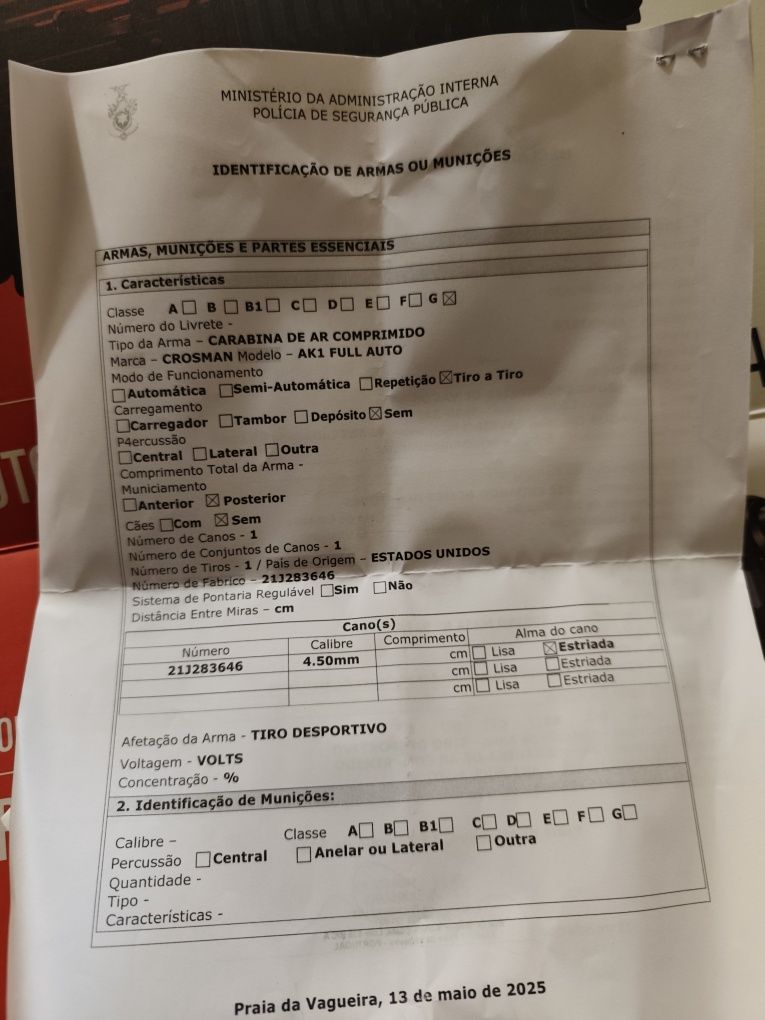 MINISTÉRIO DA ADMINISTRAÇÃO INTERNA
POLÍCIA DE SEGURANÇA PÚBLICA
IDENTIFICAÇÃO DE ARMAS OU MUNIÇÕES
ARMAS, MUNIÇÕES E PARTES ESSENCIAIS
1. Características
Classe A☐ B ☐ B1☐ C☐ D☐ E☐ F☐ G☒
Número do Livrete -
Tipo da Arma – CARABINA DE AR COMPRIMIDO
Marca – CROSMAN Modelo – AK1 FULL AUTO
Modo de Funcionamento
☐Automática ☐Semi-Automática ☐Repetição ☒Tiro a Tiro
Carregamento
☐Carregador ☐Tambor ☐Depósito ☒Sem
P4ercussão
☐Central ☐Lateral ☐Outra
Comprimento Total da Arma -
Municiamento
☐Anterior ☒ Posterior
Cães ☐Com ☒ Sem
Número de Canos - 1
Número de Conjuntos de Canos - 1
Número de Tiros - 1 / País de Origem – ESTADOS UNIDOS
Número de Fabrico – 21J283646
Sistema de Pontaria Regulável ☐Sim ☐Não
Distância Entre Miras – cm
Cano(s)
Número Calibre Comprimento Alma do cano
21J283646 4.50mm cm ☐ Lisa ☒Estriada
cm ☐ Lisa ☐Estriada
cm ☐ Lisa ☐Estriada
Afetação da Arma - TIRO DESPORTIVO
Voltagem - VOLTS
Concentração - %
2. Identificação de Munições:
Calibre – Classe A☐ B☐ B1☐ C☐ D☐ E☐ F☐ G☐
Percussão ☐Central ☐Anelar ou Lateral ☐Outra
Quantidade -
Tipo -
Características -
Praia da Vagueira, 13 de maio de 2025